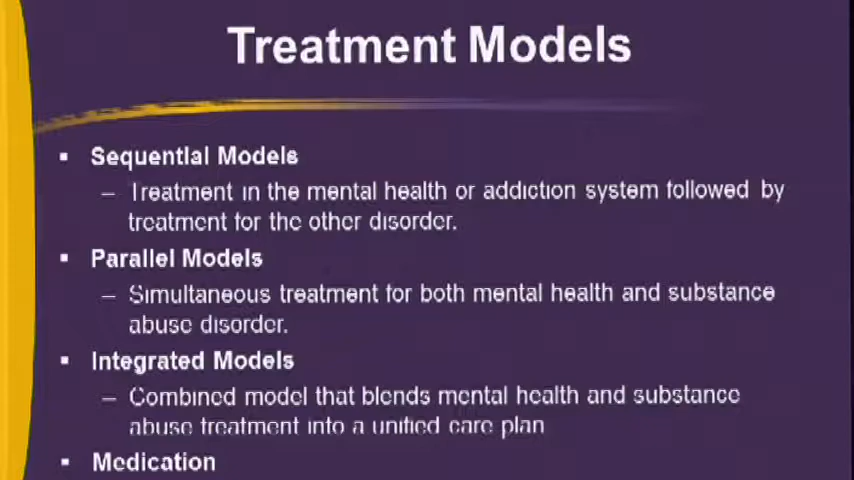 Treatment Models
▪ Sequential Models
– Treatment in the mental health or addiction system followed by
treatment for the other disorder.
▪ Parallel Models
– Simultaneous treatment for both mental health and substance
abuse disorder.
▪ Integrated Models
– Combined model that blends mental health and substance
abuse treatment into a unified care plan
▪ Medication